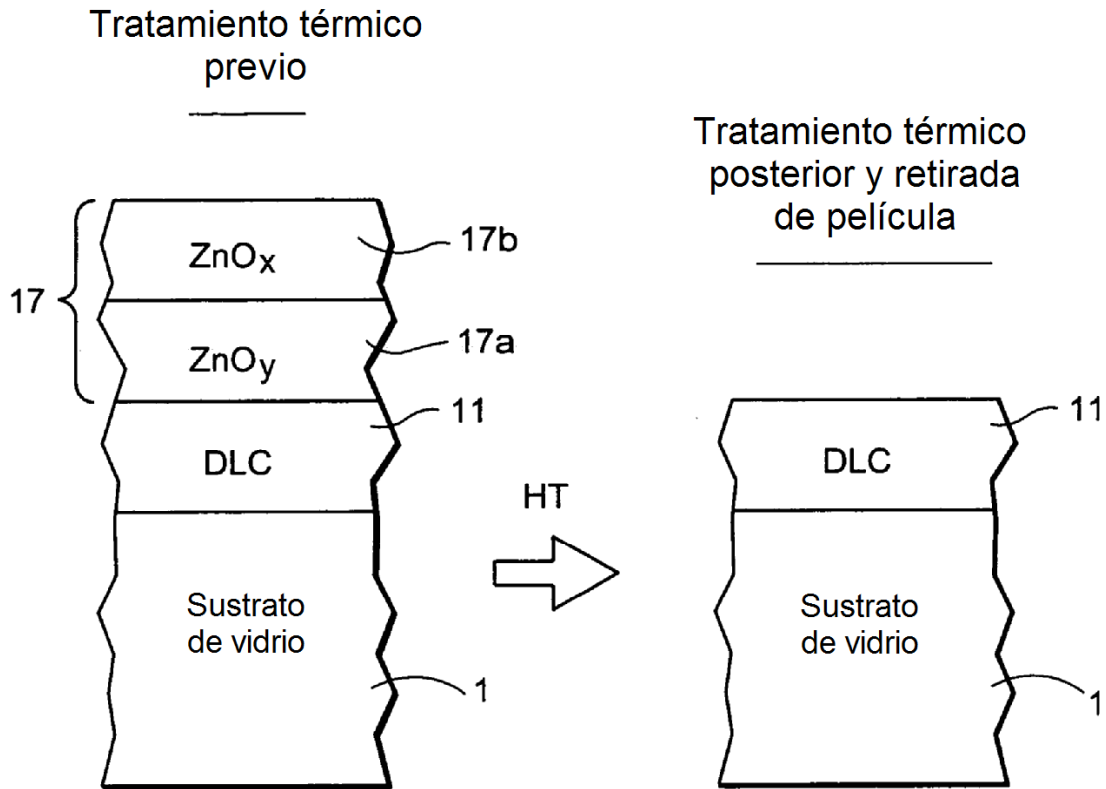 Tratamiento térmico
previo
ZnOx
17b
17
ZnOy
17a
11
DLC
HT
Sustrato
de vidrio
1
Tratamiento térmico
posterior y retirada
de película
11
DLC
Sustrato
de vidrio
1